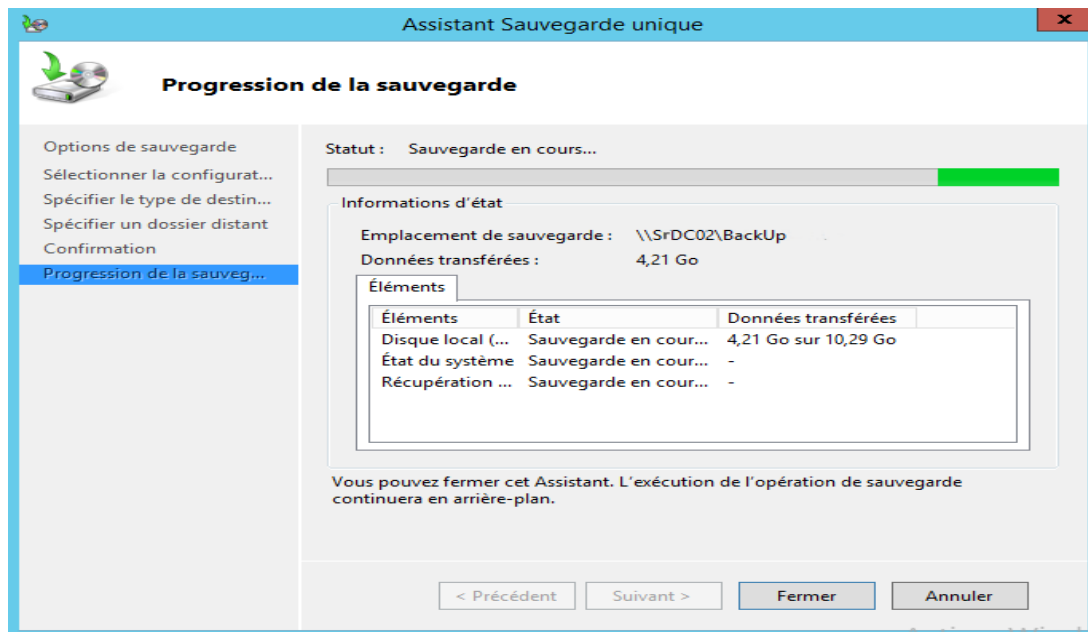 Assistant Sauvegarde unique
x
Progression de la sauvegarde
Options de sauvegarde
Sélectionner la configurat...
Spécifier le type de destin...
Spécifier un dossier distant
Confirmation
Progression de la sauveg...
Statut : Sauvegarde en cours...
Informations d'état
Emplacement de sauvegarde : \\SrDC02\BackUp
Données transférées : 4,21 Go
Éléments
Éléments État Données transférées
Disque local (... Sauvegarde en cour... 4,21 Go sur 10,29 Go
État du système Sauvegarde en cour... -
Récupération ... Sauvegarde en cour... -
Vous pouvez fermer cet Assistant. L'exécution de l'opération de sauvegarde
continuera en arrière-plan.
< Précédent Suivant > Fermer Annuler